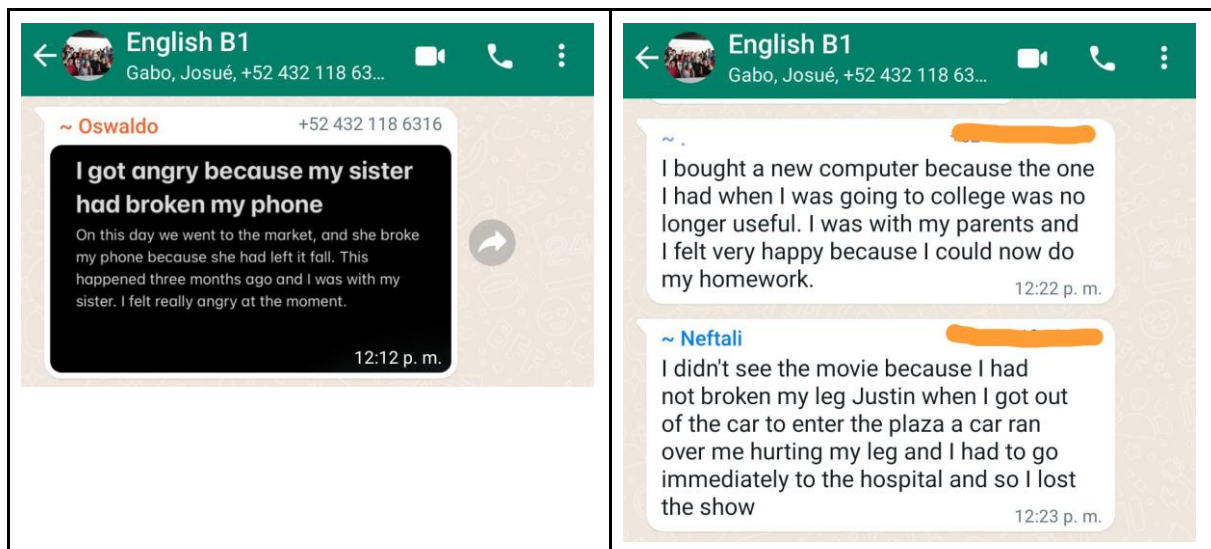 English B1
Gabo, Josué, +52 432 118 63...
~ Oswaldo +52 432 118 6316
I got angry because my sister
had broken my phone
On this day we went to the market, and she broke
my phone because she had left it fall. This
happened three months ago and I was with my
sister. I felt really angry at the moment.
12:12 p. m.
English B1
Gabo, Josué, +52 432 118 63...
~ .
I bought a new computer because the one
I had when I was going to college was no
longer useful. I was with my parents and
I felt very happy because I could now do
my homework.
12:22 p. m.
~ Neftali
I didn't see the movie because I had
not broken my leg Justin when I got out
of the car to enter the plaza a car ran
over me hurting my leg and I had to go
immediately to the hospital and so I lost
the show
12:23 p. m.